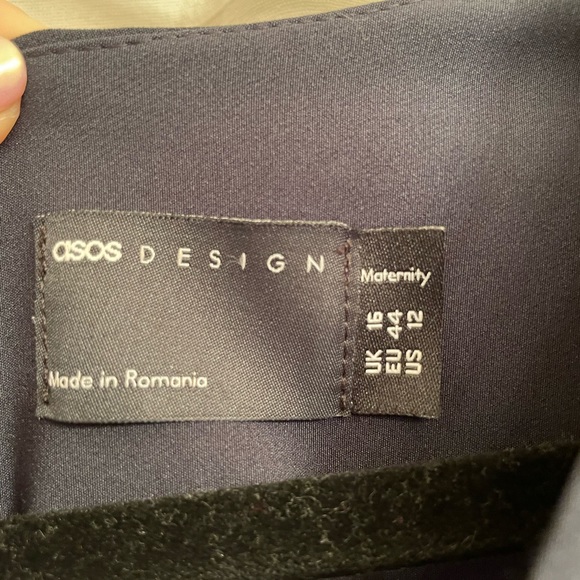 asos DESIGN
Made in Romania
Maternity
UK 16
EU 44
US 12